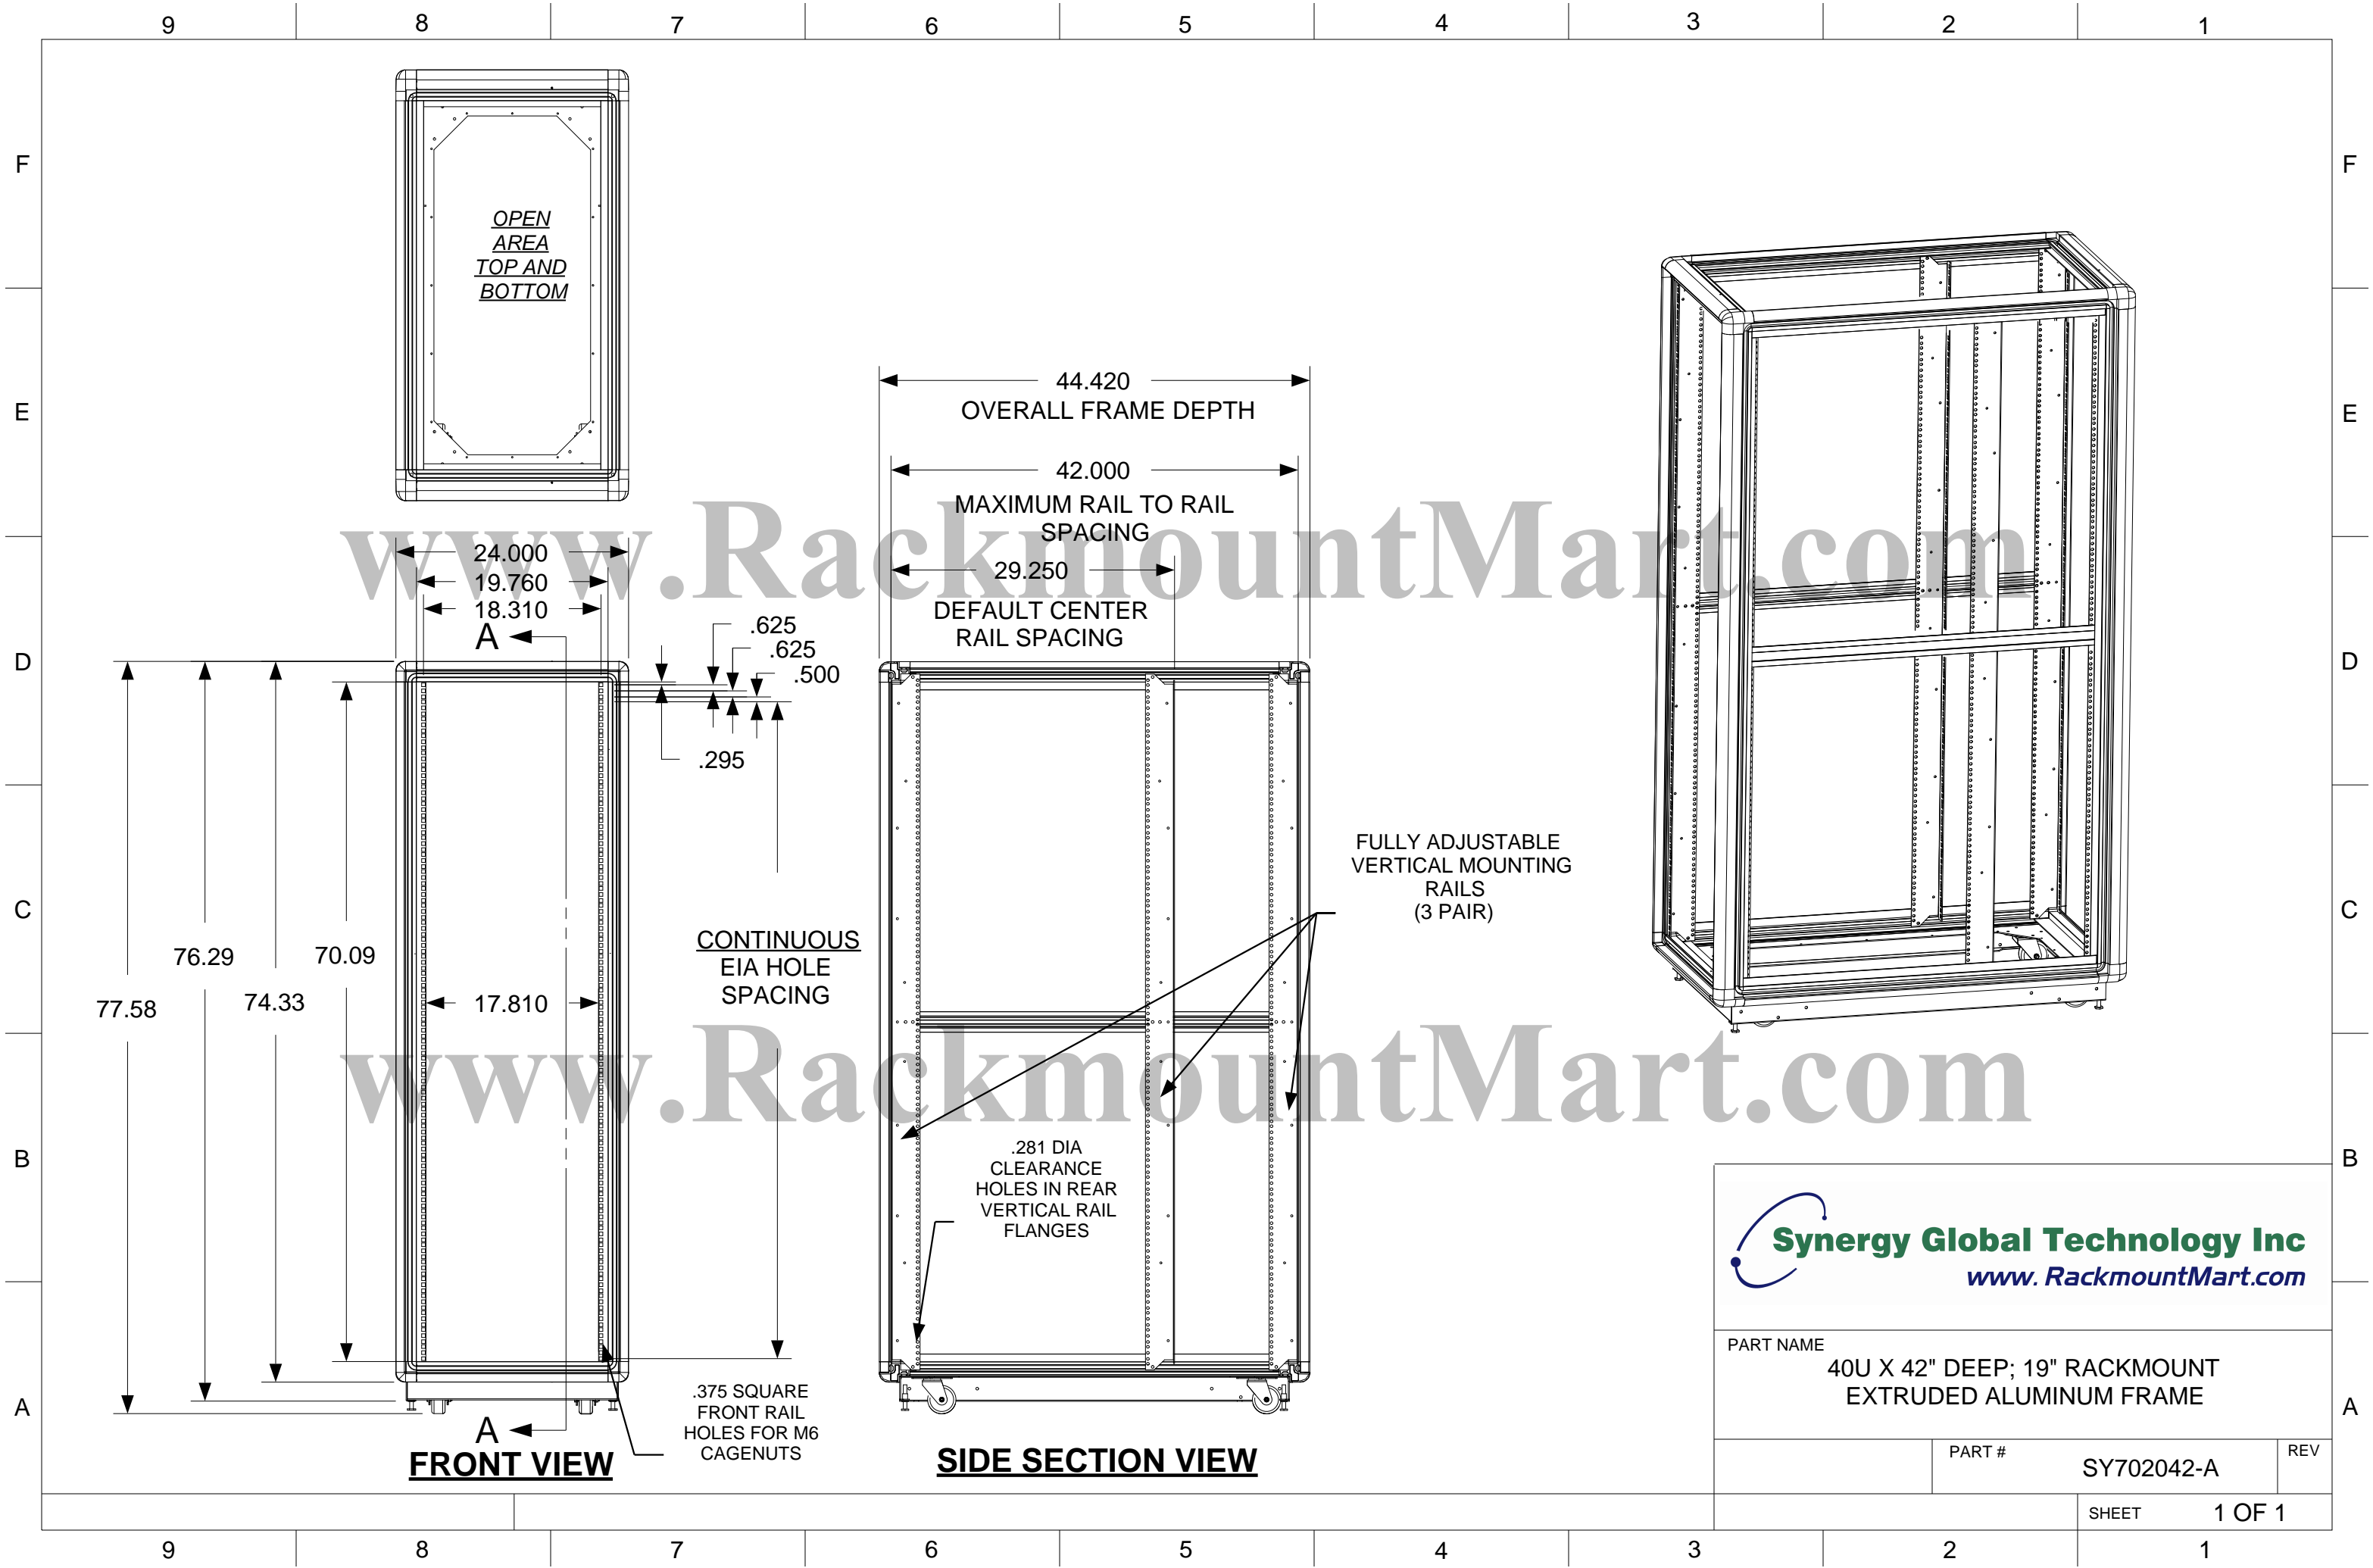 9 8 7 6 5 4 3 2 1
F
F
E
E
D
D
C
C
B
B
A
A
OPEN
AREA
TOP AND
BOTTOM
www.RackmountMart.com
24.000
19.760
18.310
A
.625
.625
.500
.295
77.58
76.29
74.33
70.09
17.810
CONTINUOUS
EIA HOLE
SPACING
.375 SQUARE
FRONT RAIL
HOLES FOR M6
CAGENUTS
A
FRONT VIEW
44.420
OVERALL FRAME DEPTH
42.000
MAXIMUM RAIL TO RAIL
SPACING
29.250
DEFAULT CENTER
RAIL SPACING
FULLY ADJUSTABLE
VERTICAL MOUNTING
RAILS
(3 PAIR)
www.RackmountMart.com
.281 DIA
CLEARANCE
HOLES IN REAR
VERTICAL RAIL
FLANGES
SIDE SECTION VIEW
Synergy Global Technology Inc
www. RackmountMart.com
PART NAME
40U X 42" DEEP; 19" RACKMOUNT
EXTRUDED ALUMINUM FRAME
PART #
SY702042-A
REV
SHEET
1 OF 1
9 8 7 6 5 4 3 2 1